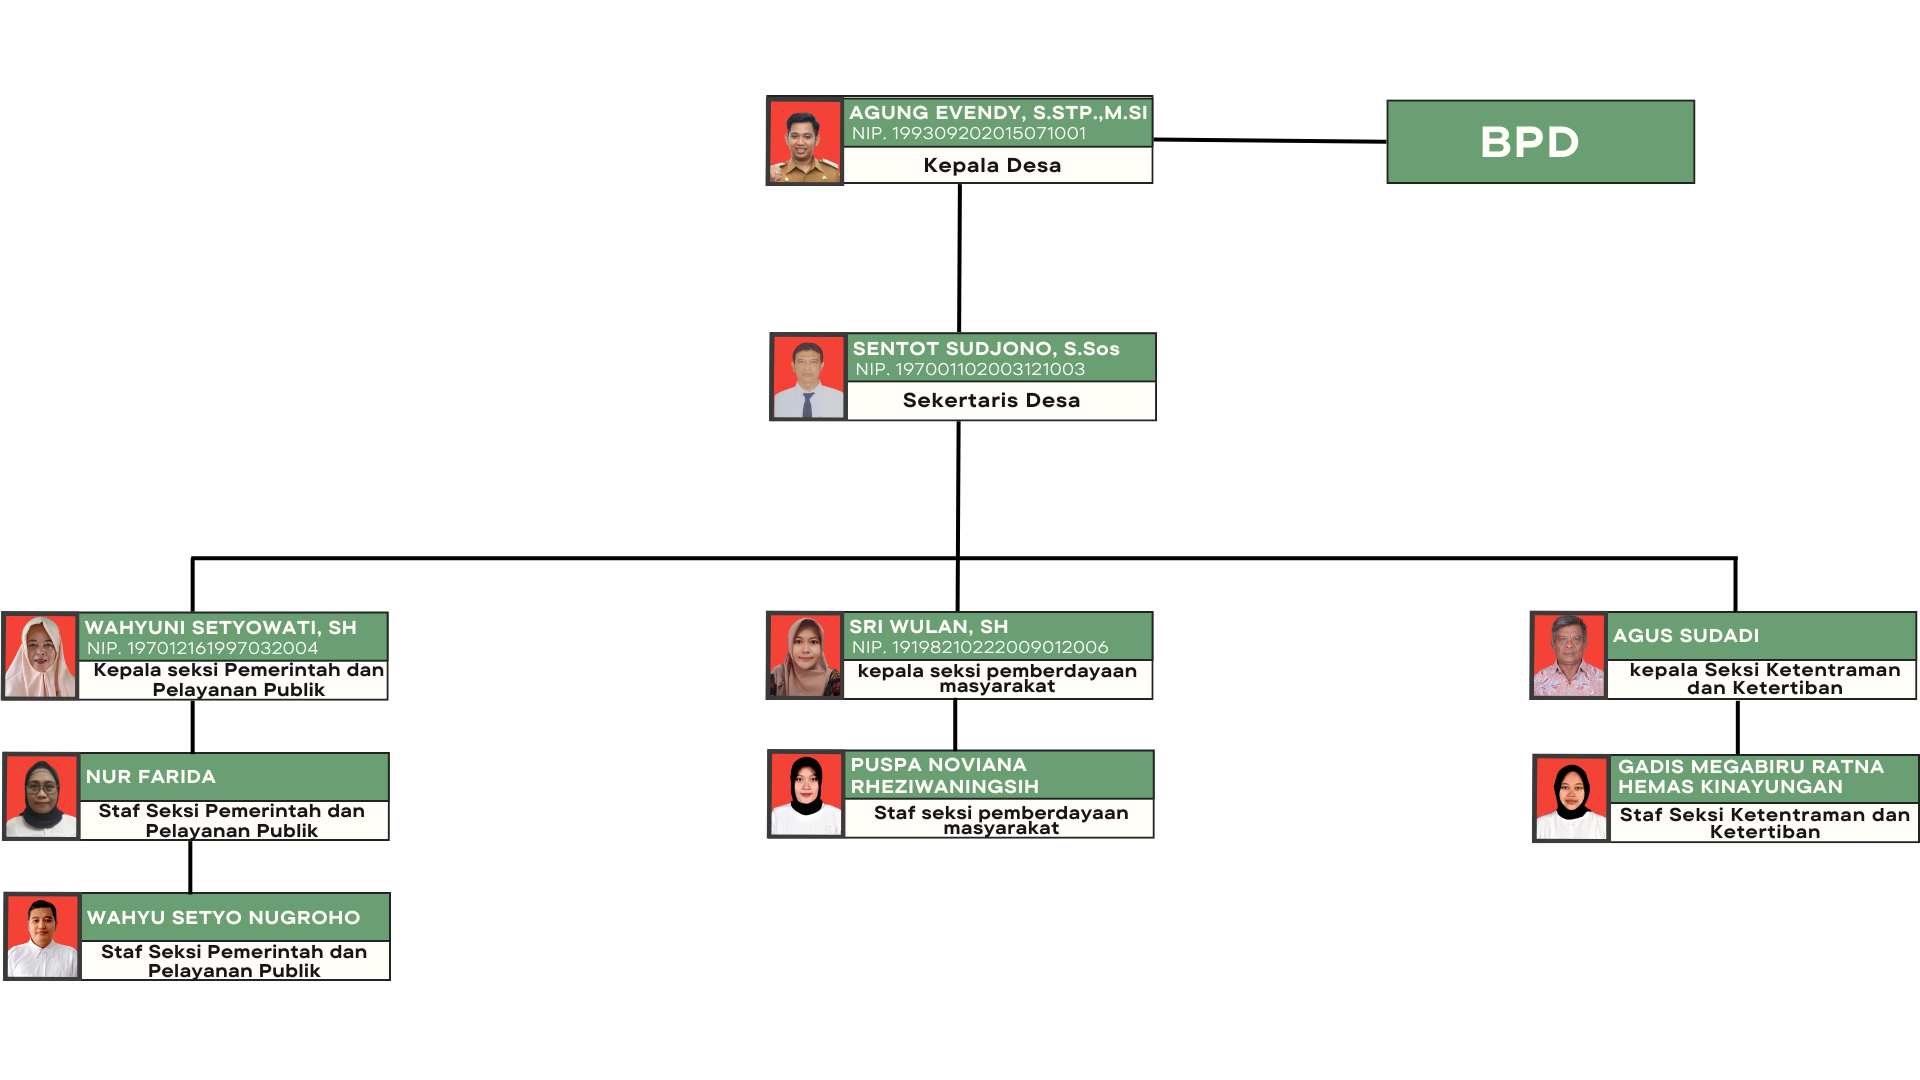 AGUNG EVENDY, S.STP.,M.SI
NIP. 199309202015071001
Kepala Desa
BPD
SENTOT SUDJONO, S.Sos
NIP. 197001102003121003
Sekertaris Desa
WAHYUNI SETYOWATI, SH
NIP. 197012161997032004
Kepala seksi Pemerintah dan
Pelayanan Publik
SRI WULAN, SH
NIP. 19198210222009012006
kepala seksi pemberdayaan
masyarakat
AGUS SUDADI
kepala Seksi Ketentraman
dan Ketertiban
NUR FARIDA
Staf Seksi Pemerintah dan
Pelayanan Publik
PUSPA NOVIANA
RHEZIWANINGSIH
Staf seksi pemberdayaan
masyarakat
GADIS MEGABIRU RATNA
HEMAS KINAYUNGAN
Staf Seksi Ketentraman dan
Ketertiban
WAHYU SETYO NUGROHO
Staf Seksi Pemerintah dan
Pelayanan Publik